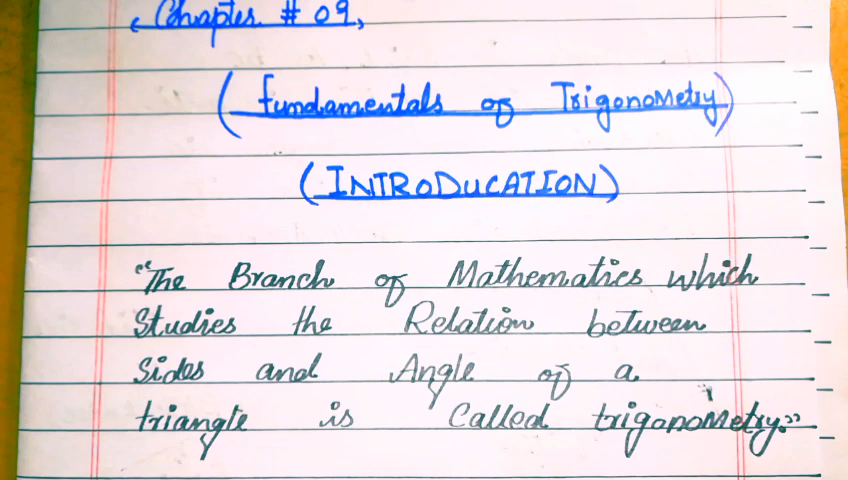 Chapter # 09,
(Fundamentals of Trigonometry)
(INTRODUCATION)
"The Branch of Mathematics which
Studies the Relation between
Sides and Angle of a
triangle is Called trigonometry."